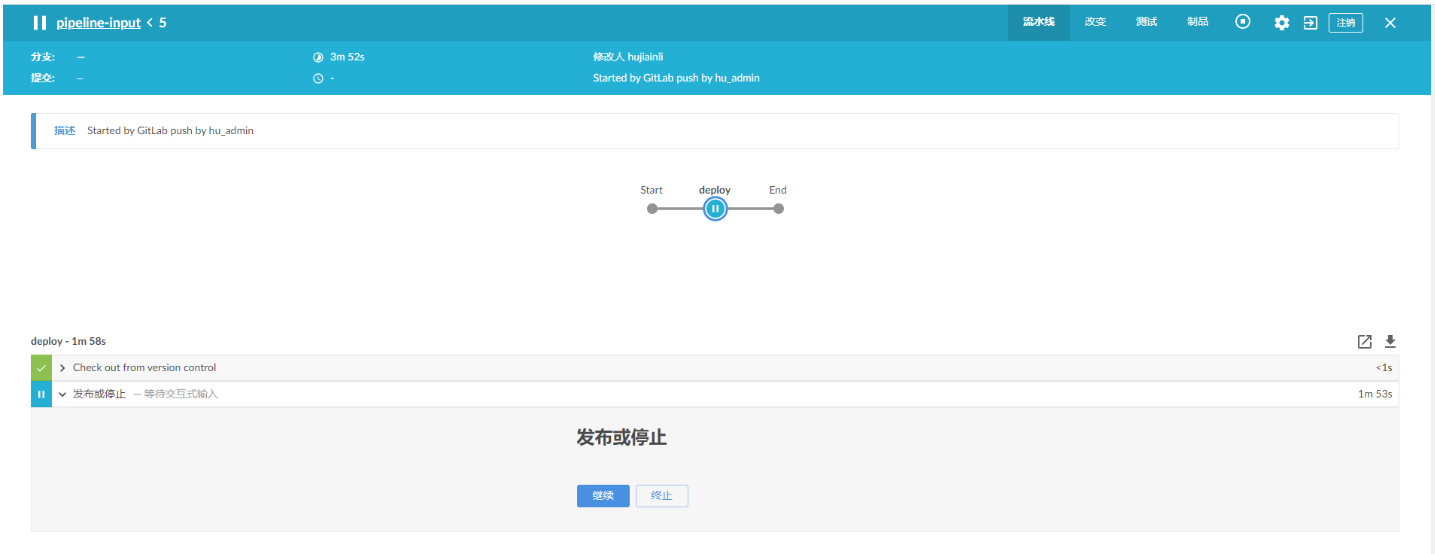 pipeline-input < 5 流水线 改变 测试 制品 注销
分支: — 3m 52s 修改人 hujiainli
提交: — - Started by GitLab push by hu_admin
描述 Started by GitLab push by hu_admin
Start deploy End
deploy - 1m 58s
Check out from version control <1s
发布或停止 — 等待交互式输入 1m 53s
发布或停止
继续 终止